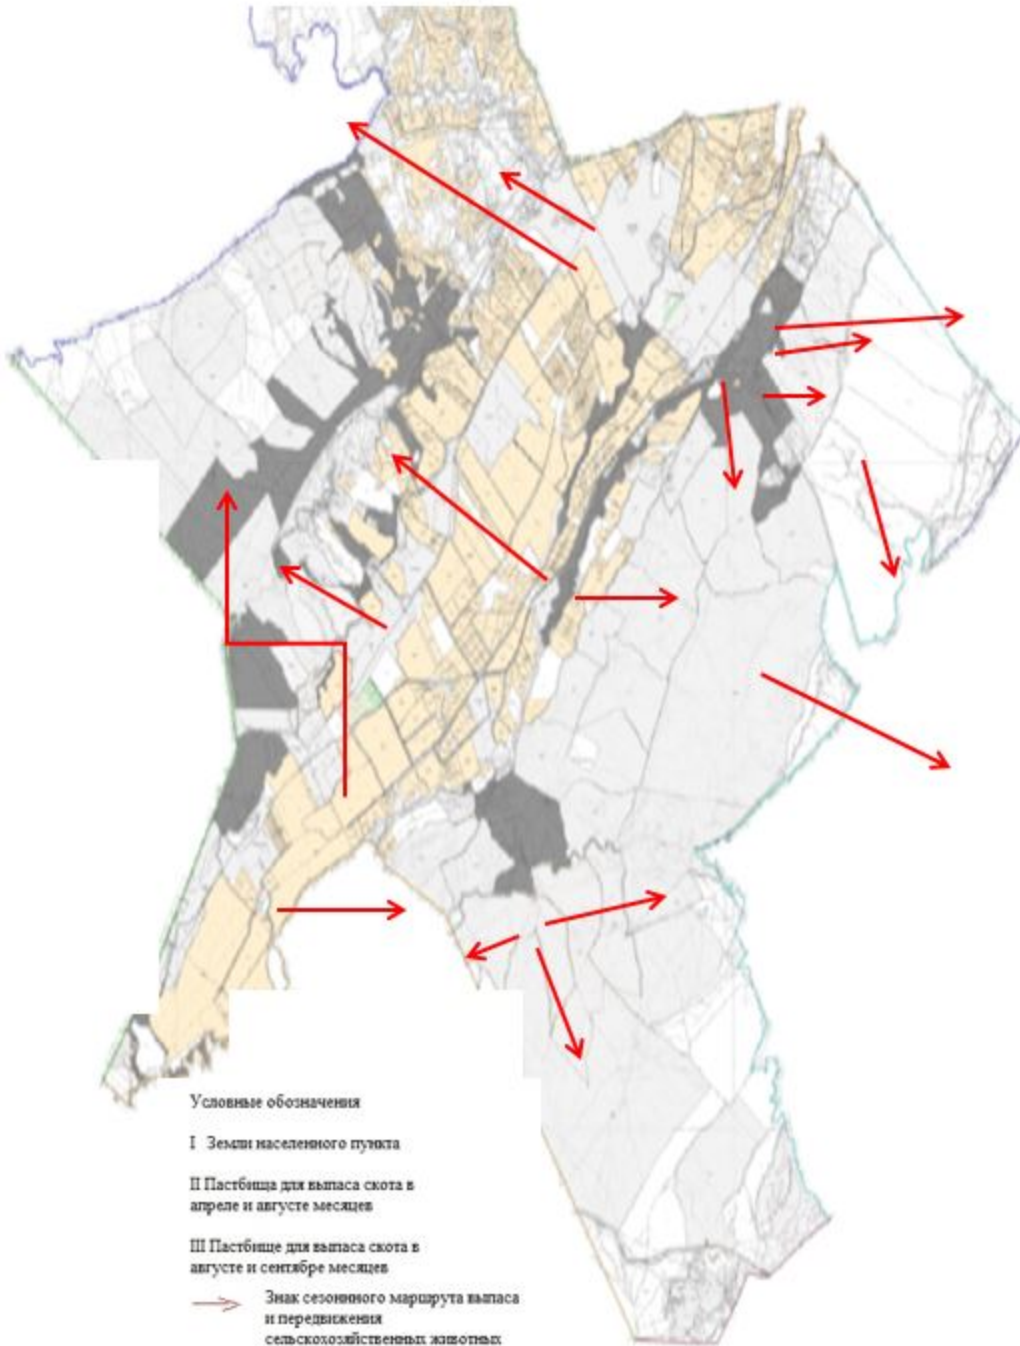 Условные обозначения
I Земли населенного пункта
II Пастбища для выпаса скота в
апреле и августе месяцев
III Пастбище для выпаса скота в
августе и сентябре месяцев
Знак сезонного маршрута выпаса
и передвижения
сельскохозяйственных животных